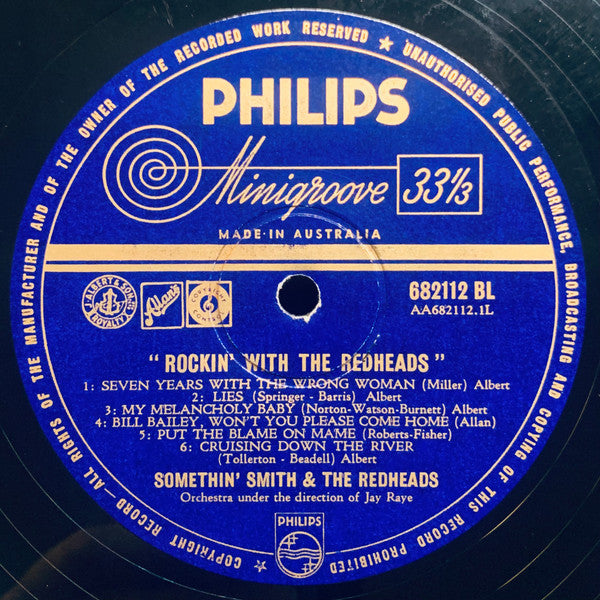 ALL RIGHTS OF THE MANUFACTURER AND OF THE OWNER OF THE RECORDED WORK RESERVED ★ UNAUTHORISED PUBLIC PERFORMANCE, BROADCASTING AND COPYING OF THIS RECORD PROHIBITED ★ COPYRIGHT RECORD—
PHILIPS
Minigroove 33⅓
MADE·IN AUSTRALIA
J. ALBERT & SON
ROYALTY
Allan's
COPYRIGHT
682112 BL
AA682112.1L
" ROCKIN' WITH THE REDHEADS "
1: SEVEN YEARS WITH THE WRONG WOMAN (Miller) Albert
2: LIES (Springer - Barris) Albert
3: MY MELANCHOLY BABY (Norton-Watson-Burnett) Albert
4: BILL BAILEY, WON'T YOU PLEASE COME HOME (Allan)
5: PUT THE BLAME ON MAME (Roberts-Fisher)
6: CRUISING DOWN THE RIVER
(Tollerton - Beadell) Albert
SOMETHIN' SMITH & THE REDHEADS
Orchestra under the direction of Jay Raye
PHILIPS